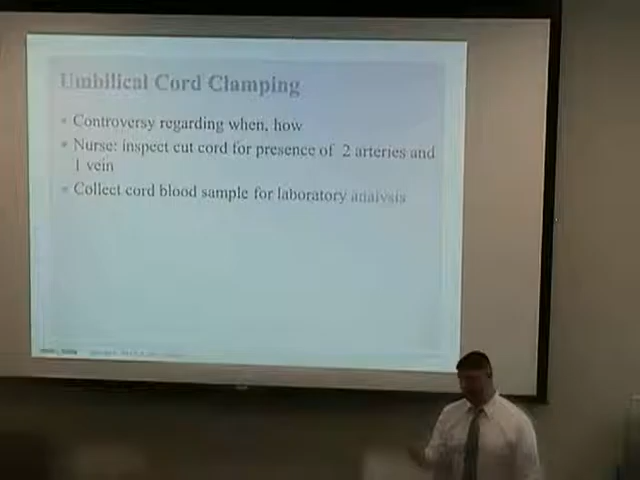 Umbilical Cord Clamping
Controversy regarding when, how
Nurse: inspect cut cord for presence of 2 arteries and
1 vein
Collect cord blood sample for laboratory analysis